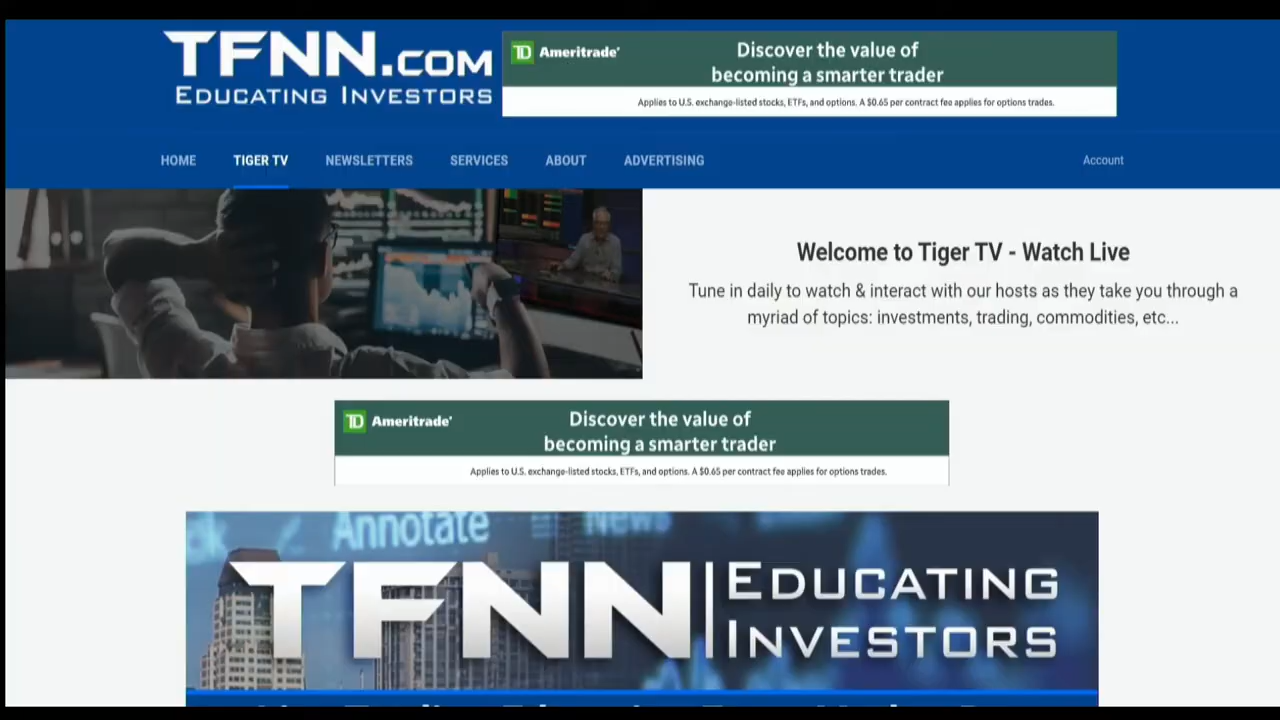 TFNN.COM
EDUCATING INVESTORS
TD Ameritrade
Discover the value of
becoming a smarter trader
Applies to U.S. exchange-listed stocks, ETFs, and options. A $0.65 per contract fee applies for options trades.
HOME TIGER TV NEWSLETTERS SERVICES ABOUT ADVERTISING Account
Welcome to Tiger TV - Watch Live
Tune in daily to watch & interact with our hosts as they take you through a
myriad of topics: investments, trading, commodities, etc...
TD Ameritrade
Discover the value of
becoming a smarter trader
Applies to U.S. exchange-listed stocks, ETFs, and options. A $0.65 per contract fee applies for options trades.
Annotate News
TFNN EDUCATING
INVESTORS